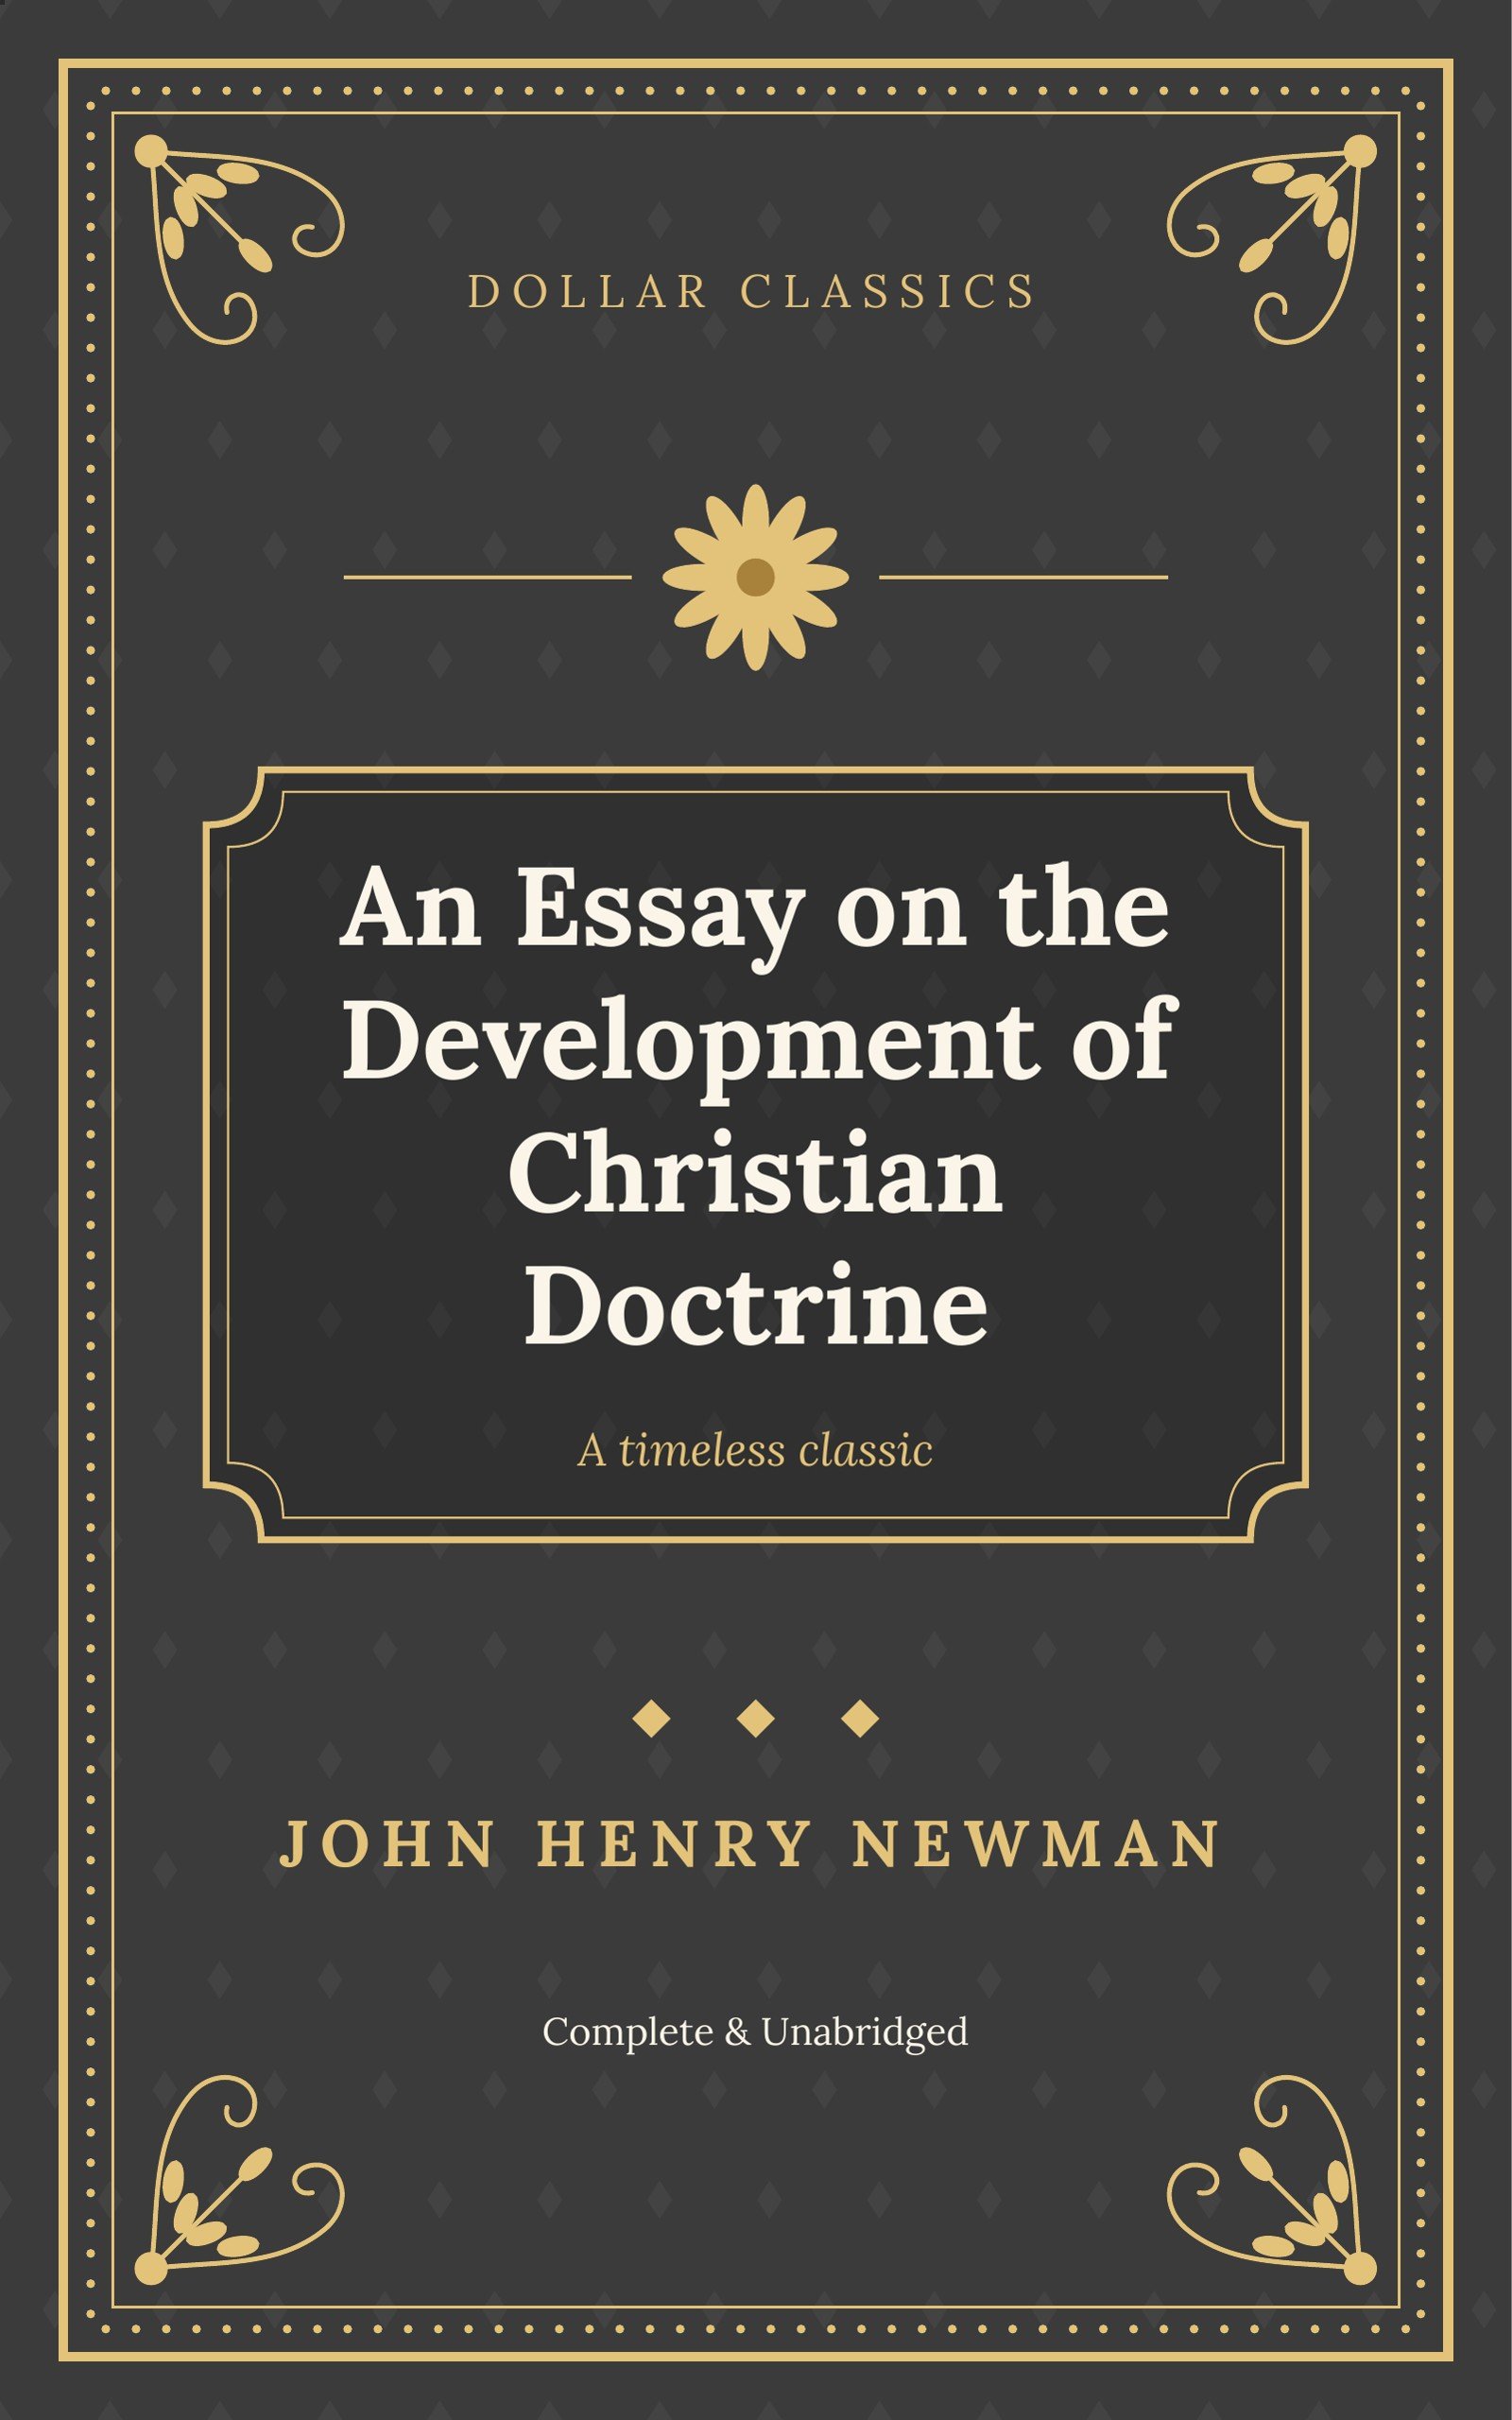 DOLLAR CLASSICS
An Essay on the
Development of
Christian
Doctrine
A timeless classic
JOHN HENRY NEWMAN
Complete & Unabridged